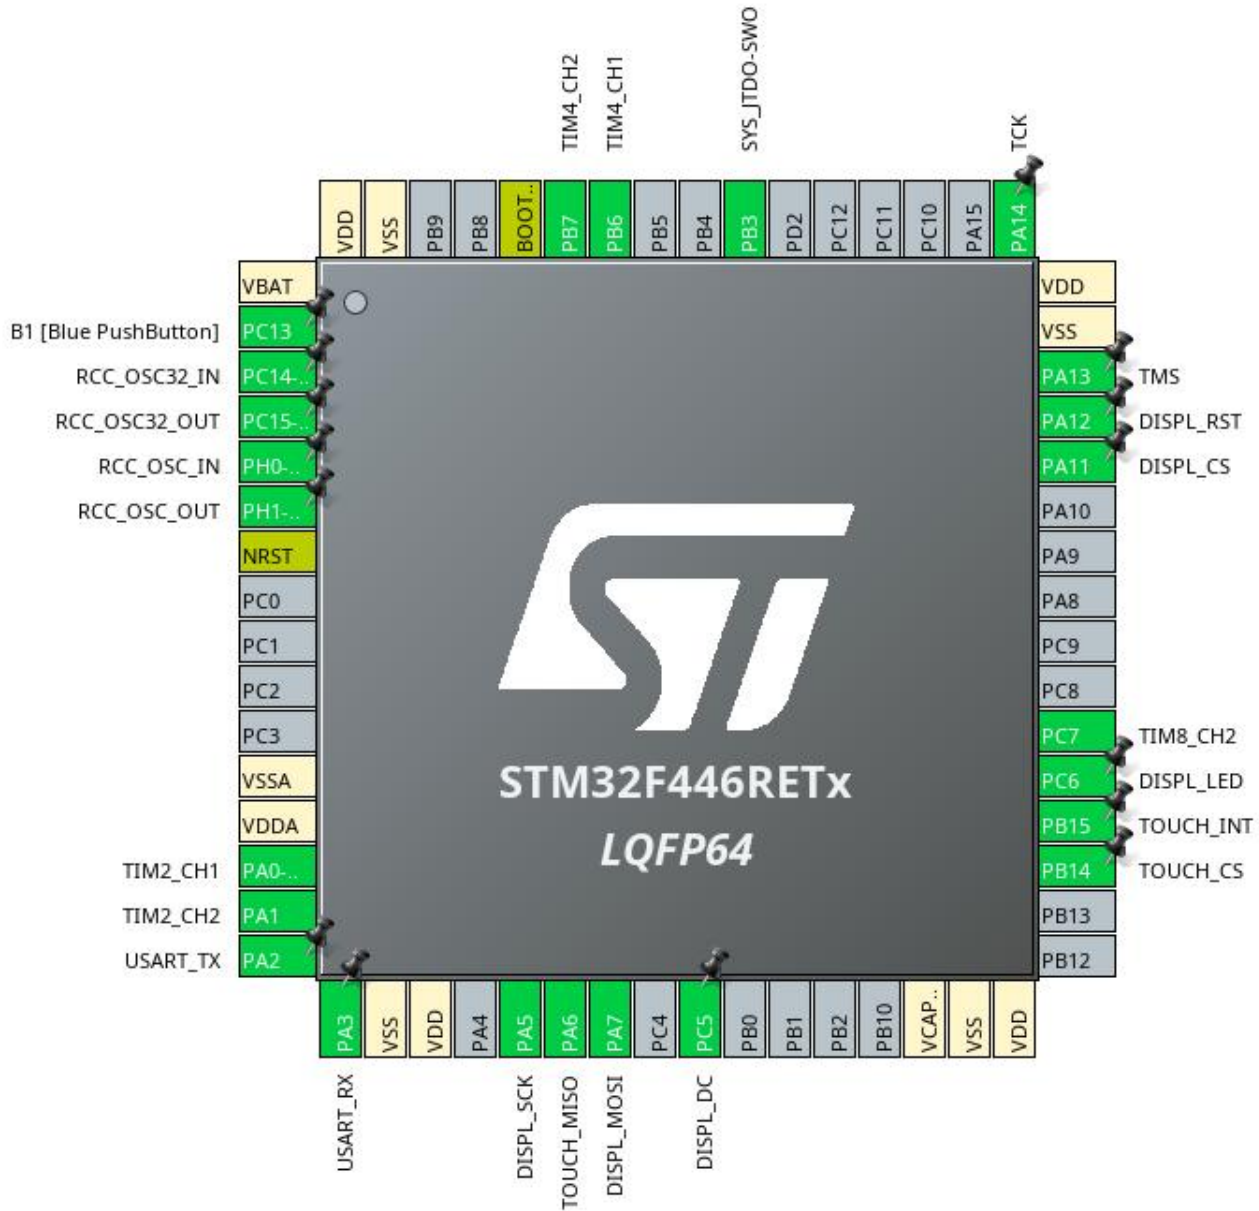 TIM4_CH2
TIM4_CH1
SYS_JTDO-SWO
TCK
VDD
VSS
PB9
PB8
BOOT..
PB7
PB6
PB5
PB4
PB3
PD2
PC12
PC11
PC10
PA15
PA14
VBAT
B1 [Blue PushButton] PC13
RCC_OSC32_IN PC14-..
RCC_OSC32_OUT PC15-..
RCC_OSC_IN PH0-..
RCC_OSC_OUT PH1-..
NRST
PC0
PC1
PC2
PC3
VSSA
VDDA
TIM2_CH1 PA0-..
TIM2_CH2 PA1
USART_TX PA2
ST
STM32F446RETx
LQFP64
VDD
VSS
PA13 TMS
PA12 DISPL_RST
PA11 DISPL_CS
PA10
PA9
PA8
PC9
PC8
PC7 TIM8_CH2
PC6 DISPL_LED
PB15 TOUCH_INT
PB14 TOUCH_CS
PB13
PB12
PA3
VSS
VDD
PA4
PA5
PA6
PA7
PC4
PC5
PB0
PB1
PB2
PB10
VCAP..
VSS
VDD
USART_RX
DISPL_SCK
TOUCH_MISO
DISPL_MOSI
DISPL_DC